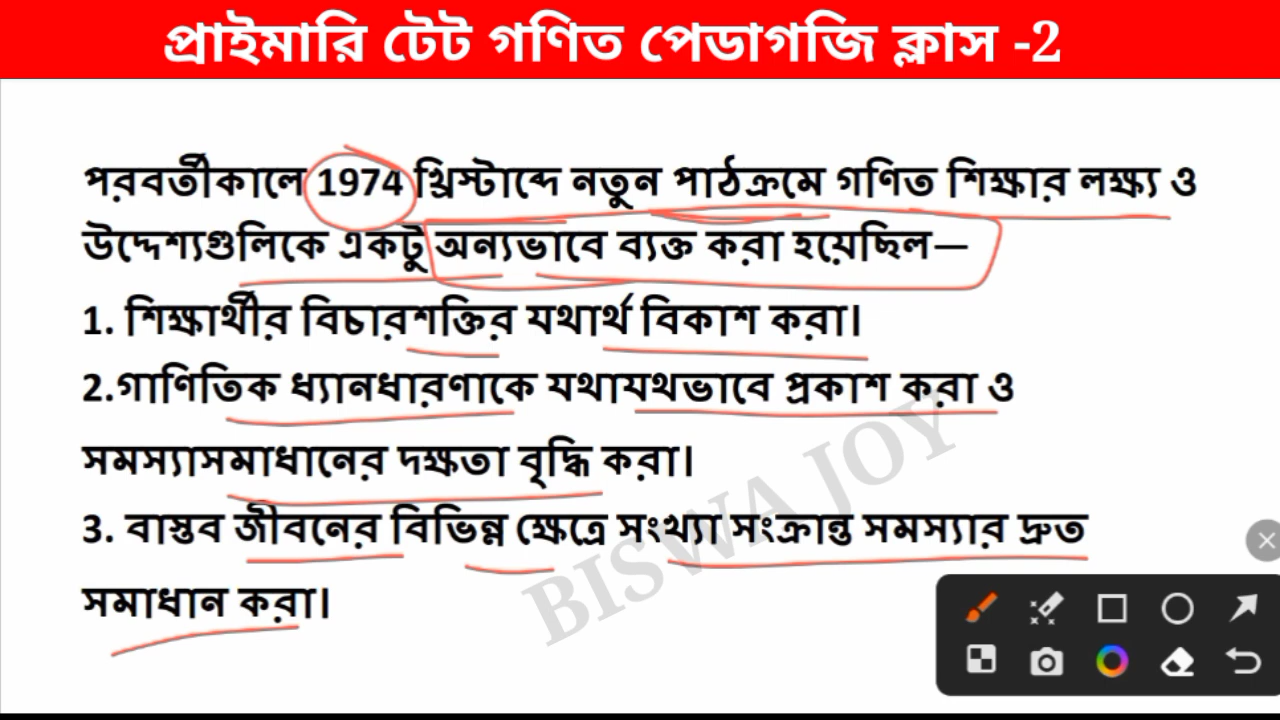 প্রাইমারি টেট গণিত পেডাগজি ক্লাস -2
পরবর্তীকালে 1974 খ্রিস্টাব্দে নতুন পাঠক্রমে গণিত শিক্ষার লক্ষ্য ও
উদ্দেশ্যগুলিকে একটু অন্যভাবে ব্যক্ত করা হয়েছিল—
1. শিক্ষার্থীর বিচারশক্তির যথার্থ বিকাশ করা।
2.গাণিতিক ধ্যানধারণাকে যথাযথভাবে প্রকাশ করা ও
সমস্যাসমাধানের দক্ষতা বৃদ্ধি করা।
3. বাস্তব জীবনের বিভিন্ন ক্ষেত্রে সংখ্যা সংক্রান্ত সমস্যার দ্রুত
সমাধান করা।
BISWA JOY